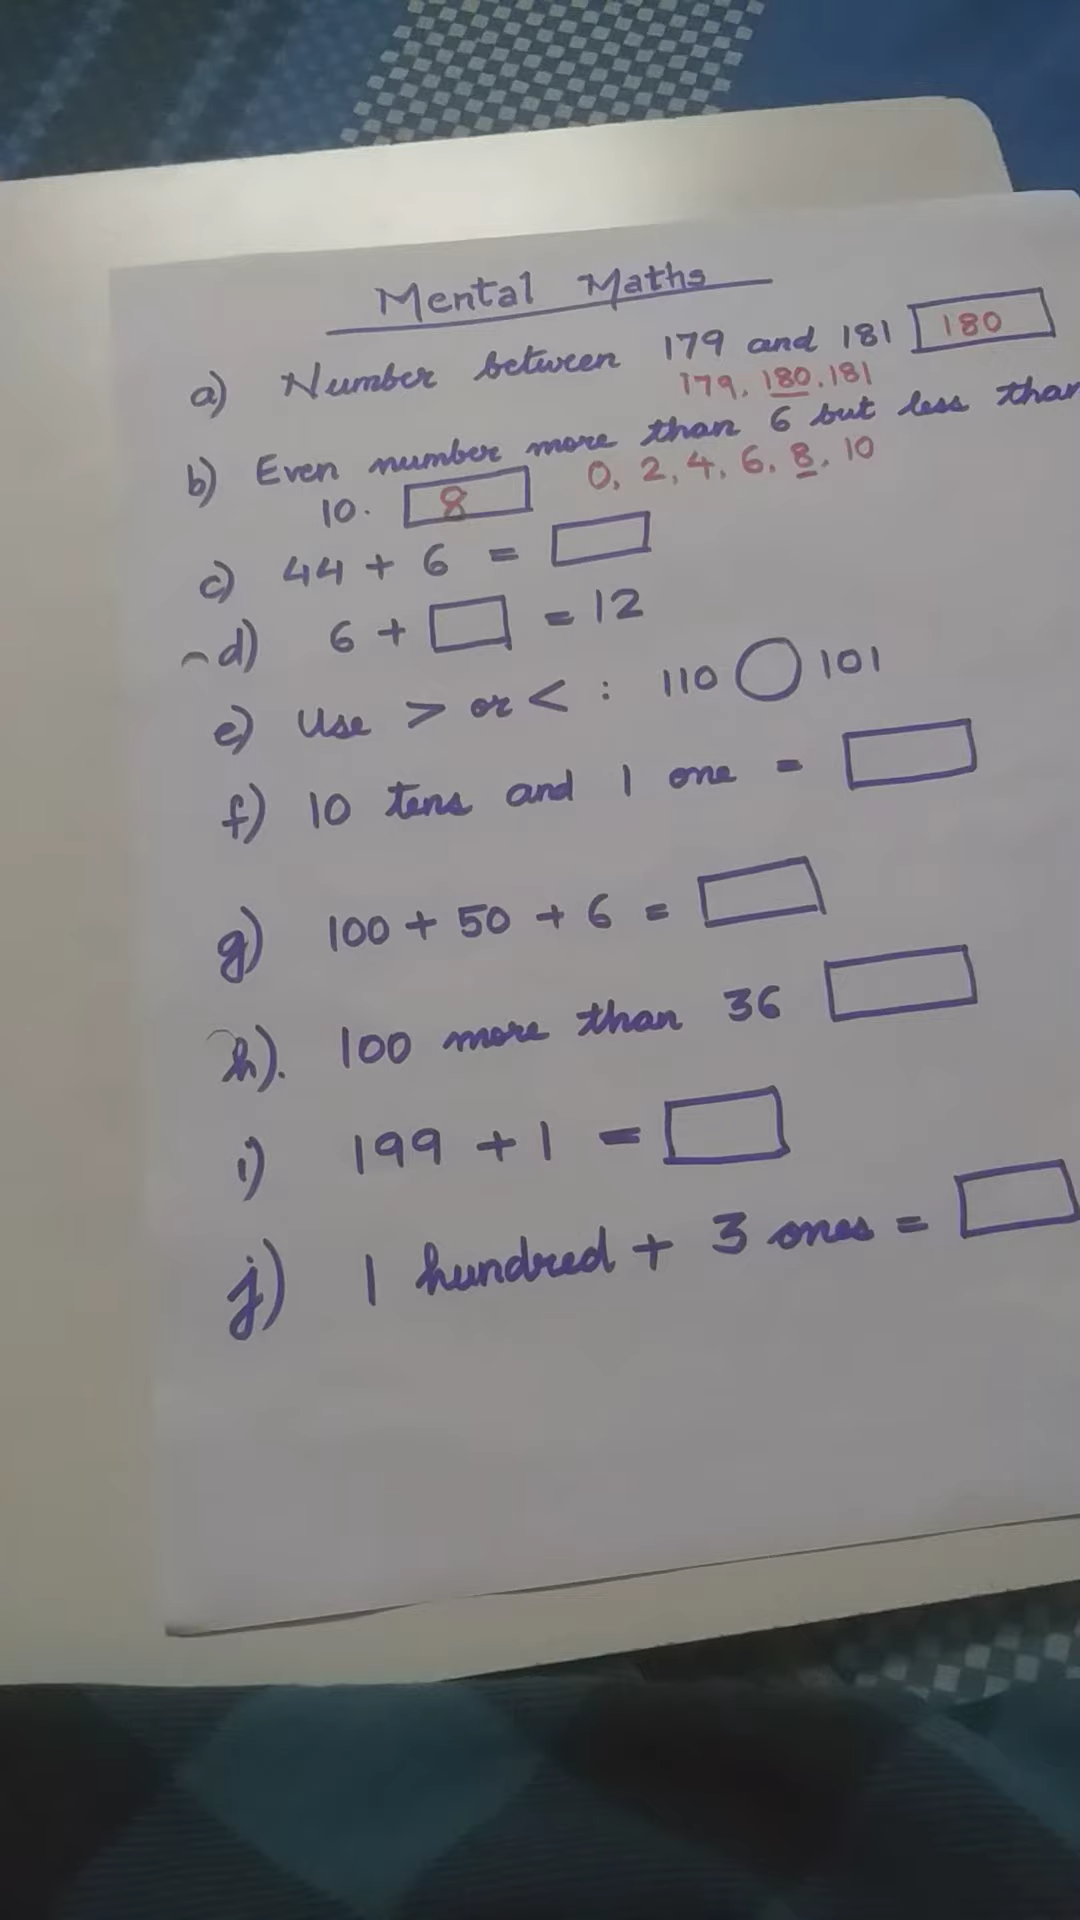 Mental Maths
a) Number between 179 and 181 180
179, 180, 181
b) Even number more than 6 but less than
10. 8 0, 2, 4, 6, 8, 10
c) 44 + 6 =
d) 6 + = 12
e) Use > or < : 110 101
f) 10 tens and 1 one =
g) 100 + 50 + 6 =
h). 100 more than 36
i) 199 + 1 =
j) 1 hundred + 3 ones =